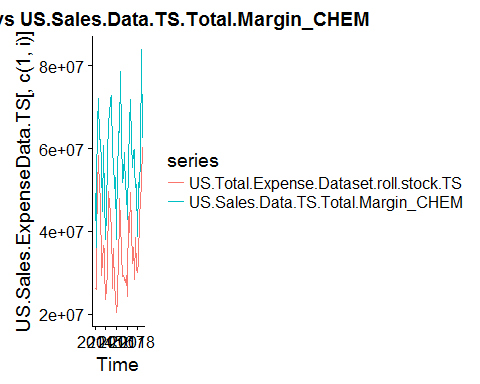 vs US.Sales.Data.TS.Total.Margin_CHEM
US.Sales.ExpenseData.TS[, c(1, i)]
8e+07
6e+07
4e+07
2e+07
series
US.Total.Expense.Dataset.roll.stock.TS
US.Sales.Data.TS.Total.Margin_CHEM
Time